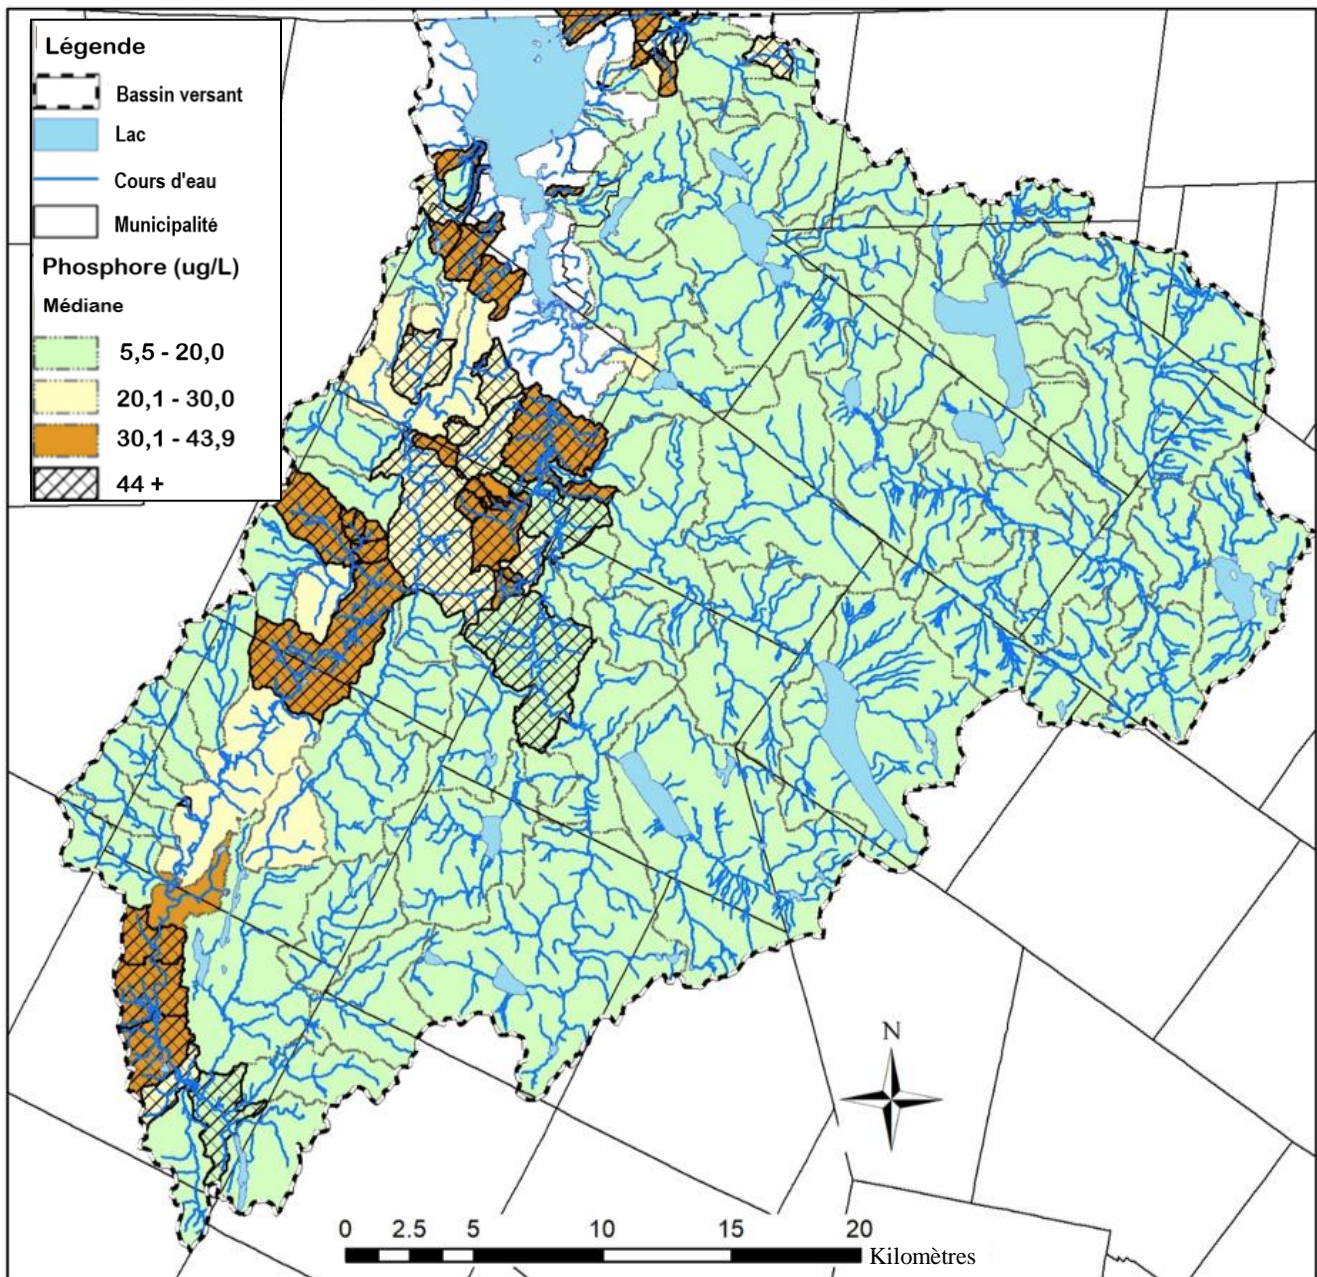 Légende
Bassin versant
Lac
Cours d'eau
Municipalité
Phosphore (ug/L)
Médiane
5,5 - 20,0
20,1 - 30,0
30,1 - 43,9
44 +
N
0 2.5 5 10 15 20
Kilomètres